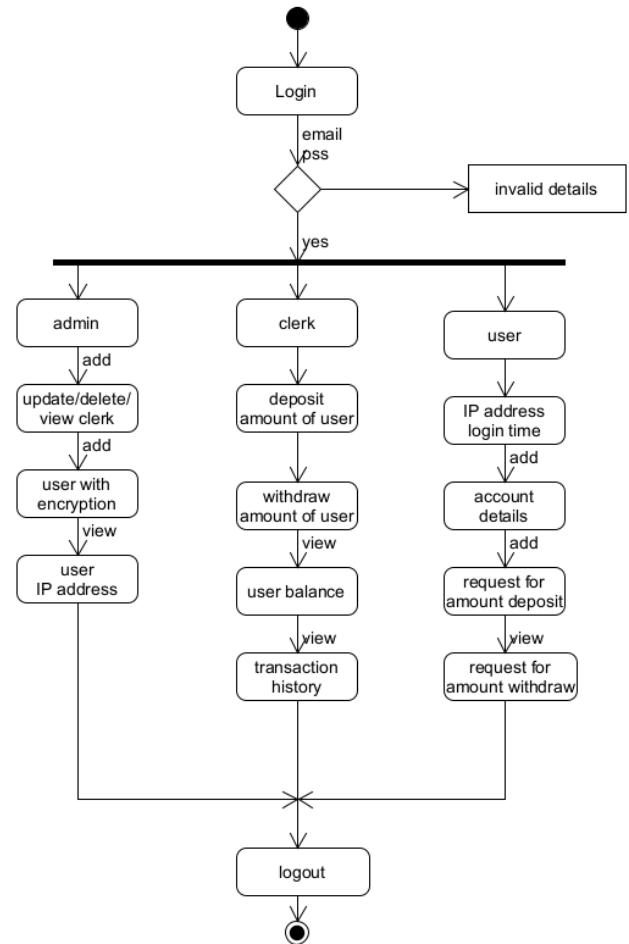 Login
email
pss
invalid details
yes
admin
clerk
user
add
update/delete/
view clerk
deposit
amount of user
IP address
login time
add
add
user with
encryption
withdraw
amount of user
account
details
view
view
add
user
IP address
user balance
request for
amount deposit
view
view
transaction
history
request for
amount withdraw
logout